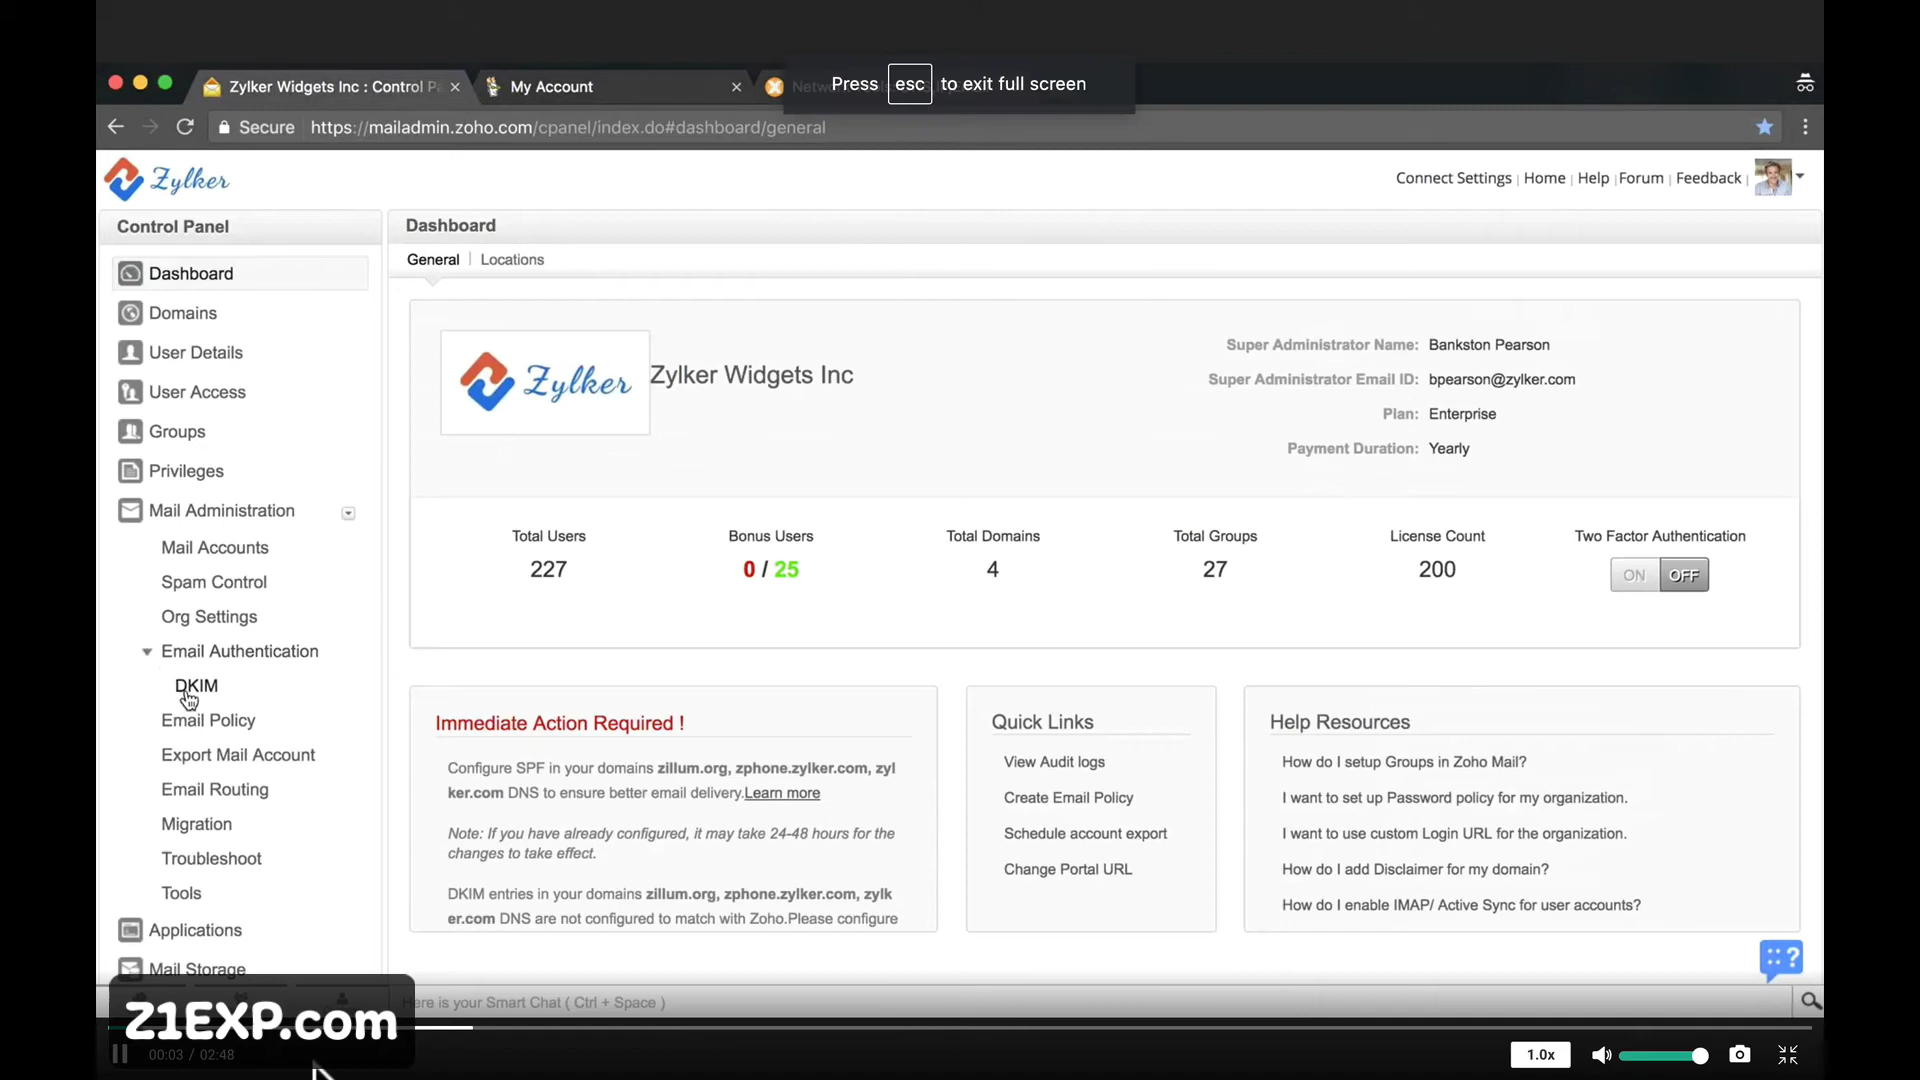 Press esc to exit full screen
Zylker Widgets Inc : Control Pa
My Account
Secure https://mailadmin.zoho.com/cpanel/index.do#dashboard/general
Zylker
Connect Settings | Home | Help | Forum | Feedback
Control Panel
Dashboard
Domains
User Details
User Access
Groups
Privileges
Mail Administration
Mail Accounts
Spam Control
Org Settings
Email Authentication
DKIM
Email Policy
Export Mail Account
Email Routing
Migration
Troubleshoot
Tools
Applications
Mail Storage
Dashboard
General | Locations
Zylker
Zylker Widgets Inc
Super Administrator Name: Bankston Pearson
Super Administrator Email ID: bpearson@zylker.com
Plan: Enterprise
Payment Duration: Yearly
Total Users
227
Bonus Users
0 / 25
Total Domains
4
Total Groups
27
License Count
200
Two Factor Authentication
ON OFF
Immediate Action Required !
Configure SPF in your domains zillum.org, zphone.zylker.com, zyl
ker.com DNS to ensure better email delivery.Learn more
Note: If you have already configured, it may take 24-48 hours for the
changes to take effect.
DKIM entries in your domains zillum.org, zphone.zylker.com, zylk
er.com DNS are not configured to match with Zoho.Please configure
Quick Links
View Audit logs
Create Email Policy
Schedule account export
Change Portal URL
Help Resources
How do I setup Groups in Zoho Mail?
I want to set up Password policy for my organization.
I want to use custom Login URL for the organization.
How do I add Disclaimer for my domain?
How do I enable IMAP/ Active Sync for user accounts?
Here is your Smart Chat ( Ctrl + Space )
Z1EXP.com
00:03 / 02:48
1.0x